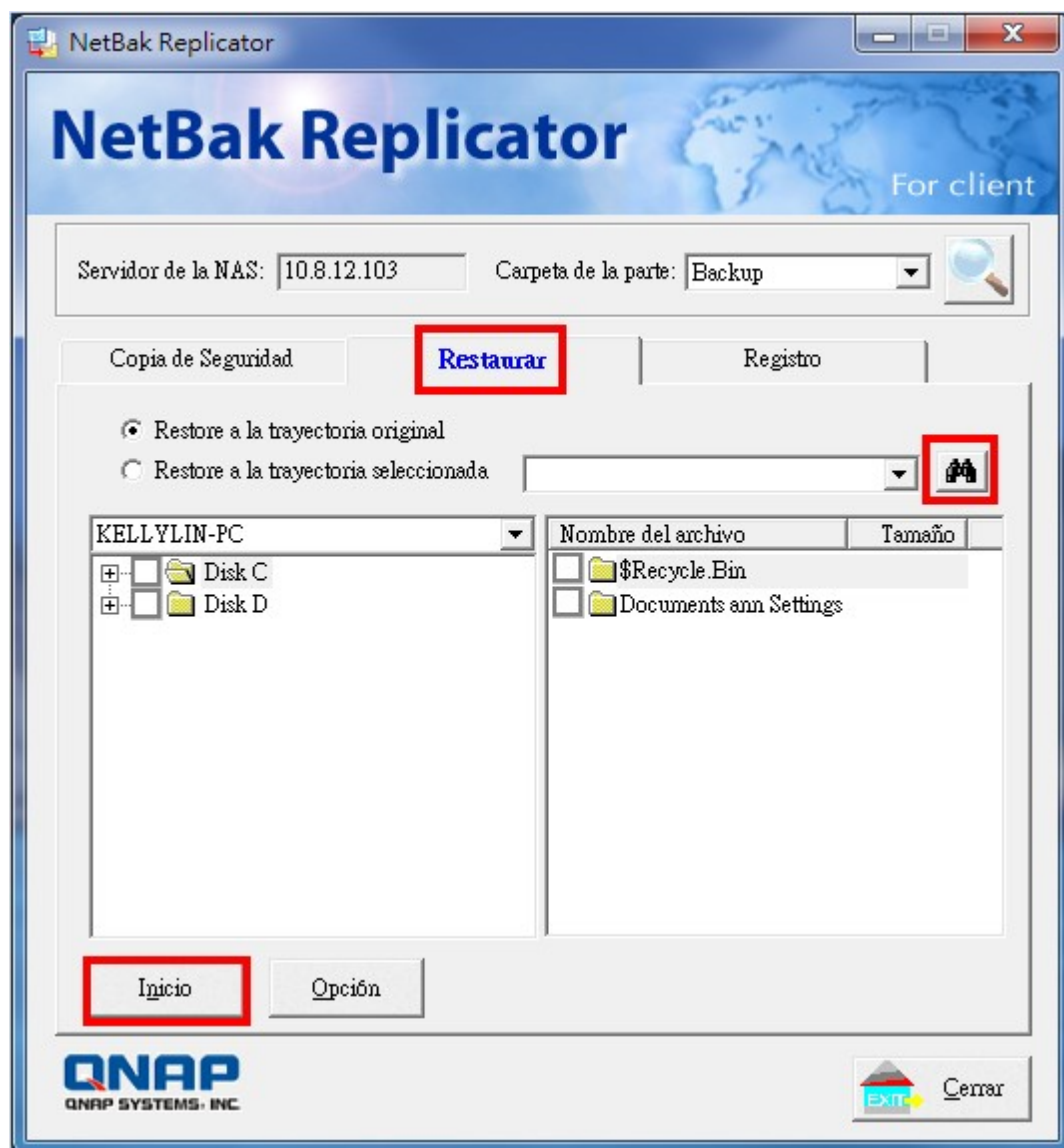 NetBak Replicator
NetBak Replicator
For client
Servidor de la NAS: 10.8.12.103 Carpeta de la parte: Backup
Copia de Seguridad Restaurar Registro
Restore a la trayectoria original
Restore a la trayectoria seleccionada
KELLYLIN-PC Nombre del archivo Tamaño
Disk C $Recycle.Bin
Disk D Documents ann Settings
Inicio Opción
QNAP
QNAP SYSTEMS, INC.
EXIT Cerrar